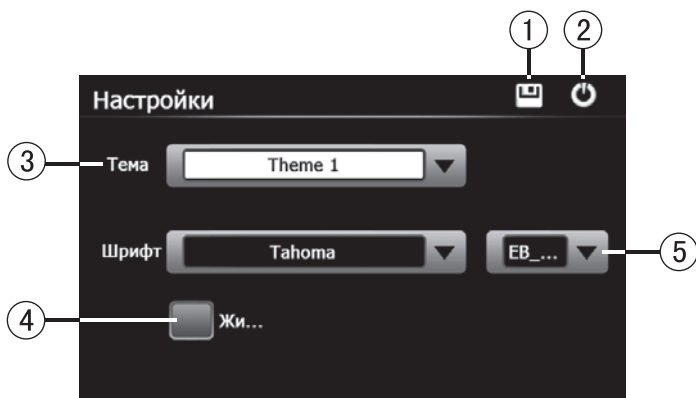 1 2
Настройки
3 Тема Theme 1
Шрифт Tahoma EB_... 5
4 Жи...